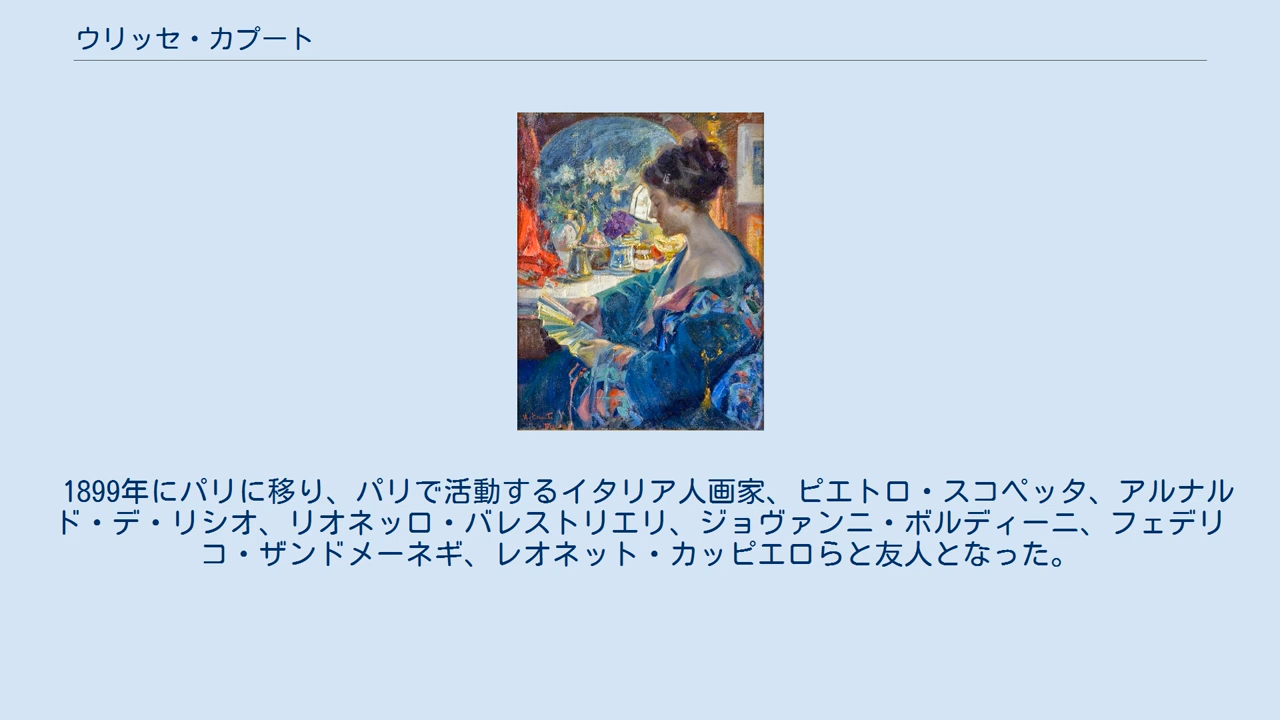 ウリッセ・カプート
1899年にパリに移り、パリで活動するイタリア人画家、ピエトロ・スコペッタ、アルナル
ド・デ・リシオ、リオネッロ・バレストリエリ、ジョヴァンニ・ボルディーニ、フェデリ
コ・ザンドメーネギ、レオネット・カッピエロらと友人となった。